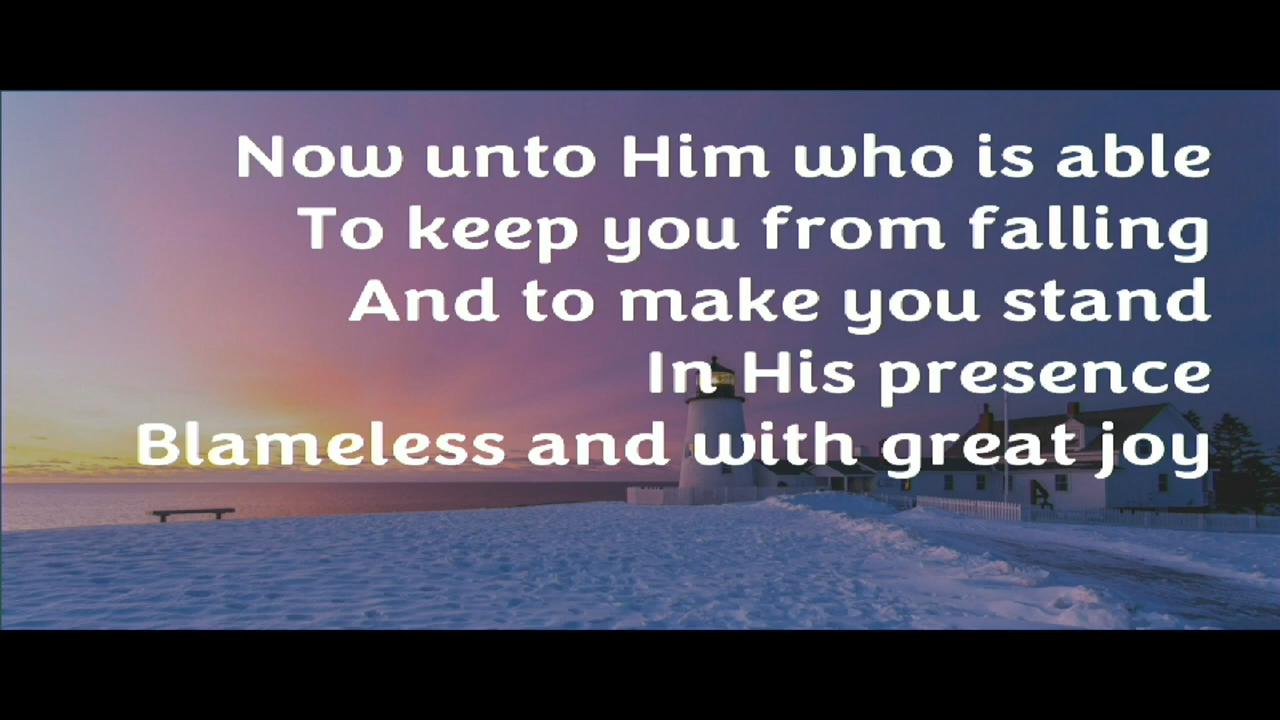 Now unto Him who is able
To keep you from falling
And to make you stand
In His presence
Blameless and with great joy